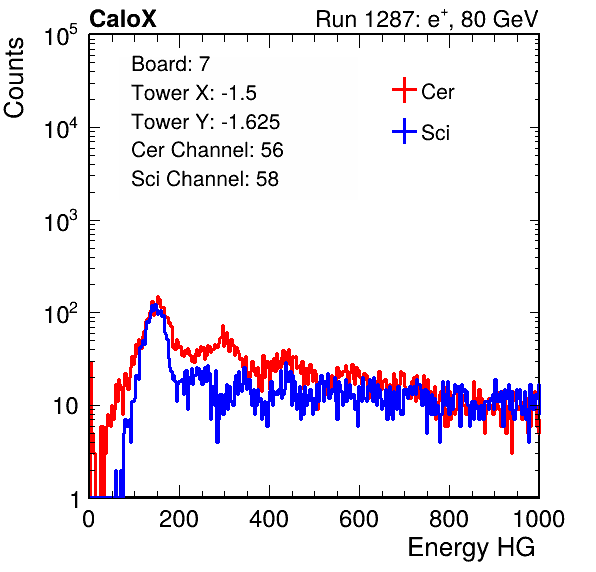 CaloX Run 1287: e⁺, 80 GeV
Counts
10⁵
10⁴
10³
10²
10
1
Board: 7
Tower X: -1.5
Tower Y: -1.625
Cer Channel: 56
Sci Channel: 58
Cer
Sci
0 200 400 600 800 1000
Energy HG